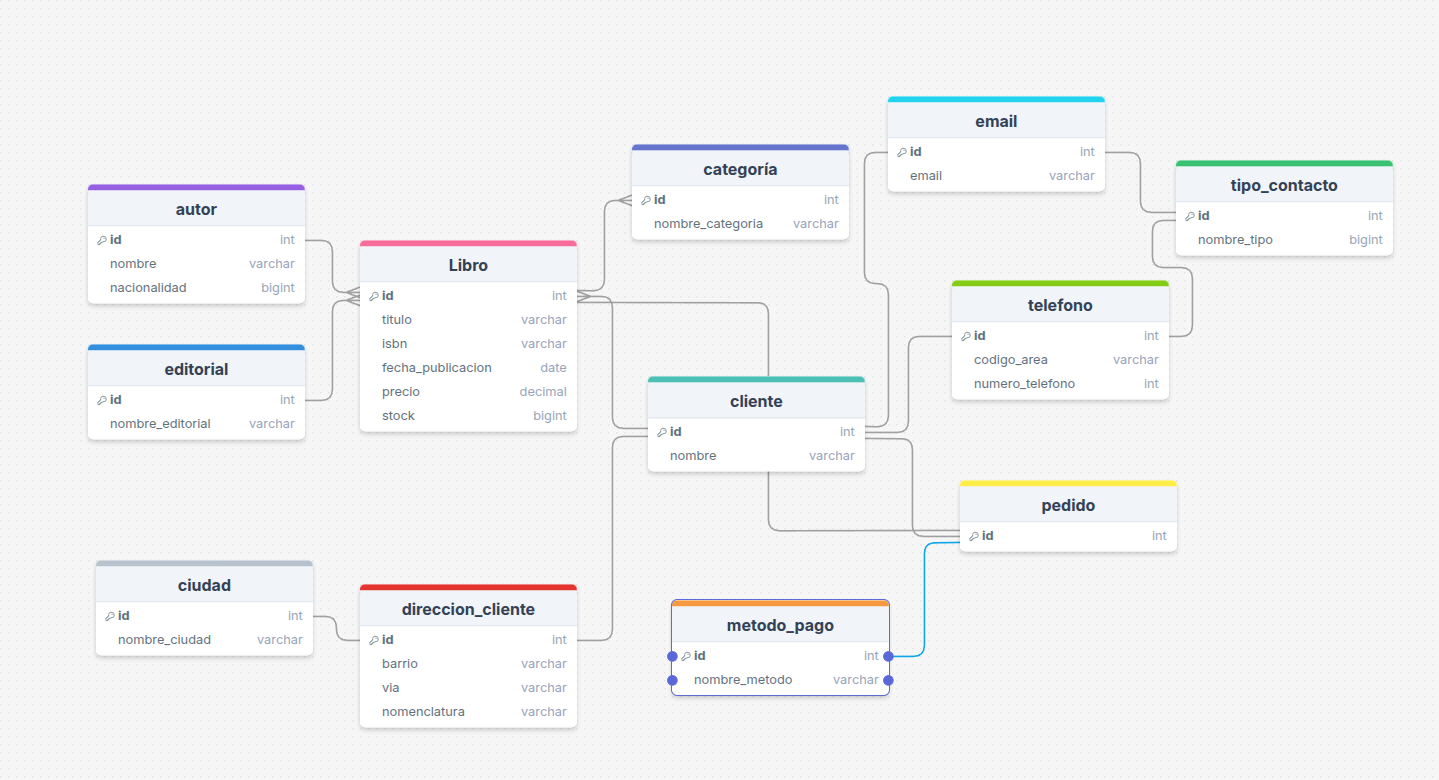 autor
id int
nombre varchar
nacionalidad bigint
editorial
id int
nombre_editorial varchar
Libro
id int
titulo varchar
isbn varchar
fecha_publicacion date
precio decimal
stock bigint
categoría
id int
nombre_categoria varchar
email
id int
email varchar
tipo_contacto
id int
nombre_tipo bigint
telefono
id int
codigo_area varchar
numero_telefono int
cliente
id int
nombre varchar
pedido
id int
ciudad
id int
nombre_ciudad varchar
direccion_cliente
id int
barrio varchar
via varchar
nomenclatura varchar
metodo_pago
id int
nombre_metodo varchar